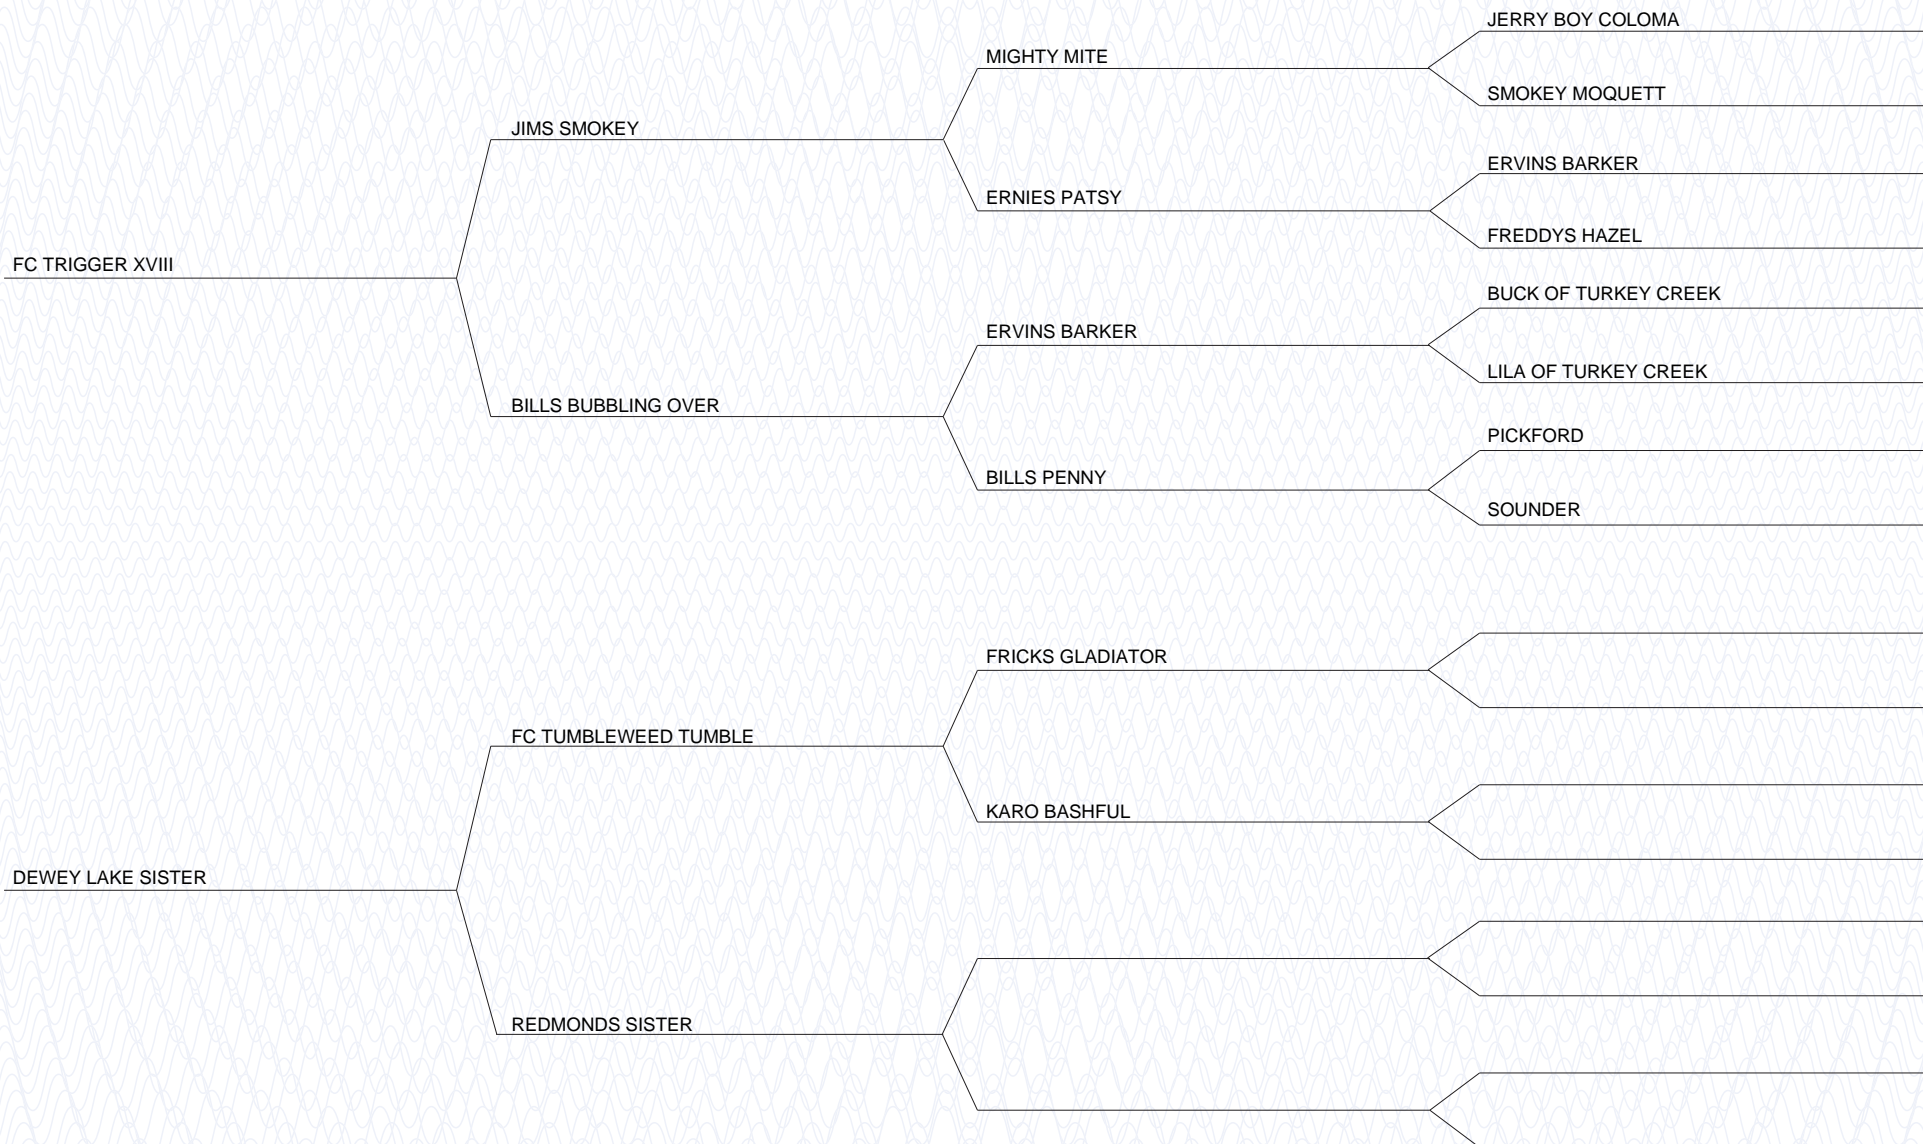 JERRY BOY COLOMA
MIGHTY MITE
SMOKEY MOQUETT
JIMS SMOKEY
ERVINS BARKER
ERNIES PATSY
FREDDYS HAZEL
FC TRIGGER XVIII
BUCK OF TURKEY CREEK
ERVINS BARKER
LILA OF TURKEY CREEK
BILLS BUBBLING OVER
PICKFORD
BILLS PENNY
SOUNDER
FRICKS GLADIATOR
FC TUMBLEWEED TUMBLE
KARO BASHFUL
DEWEY LAKE SISTER
REDMONDS SISTER